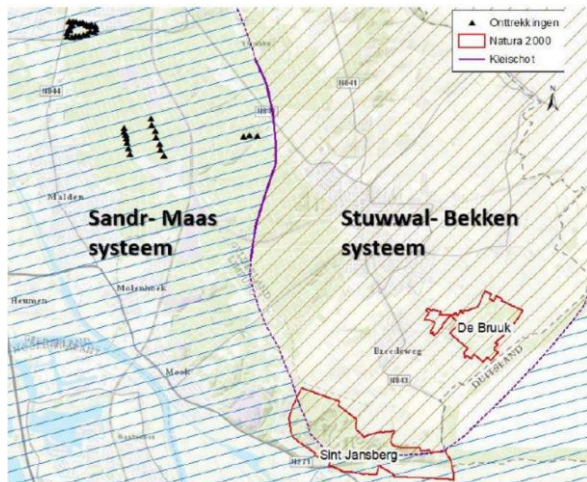 Onttrekkingen
Natura 2000
Kleischot
N
N844
N841
Malden
Sandr- Maas
systeem
Stuwwal- Bekken
systeem
Molenhoek
Heumen
De Bruuk
Breedeweg
DUITSLAND
Mook
N843
Sint Jansberg
N271